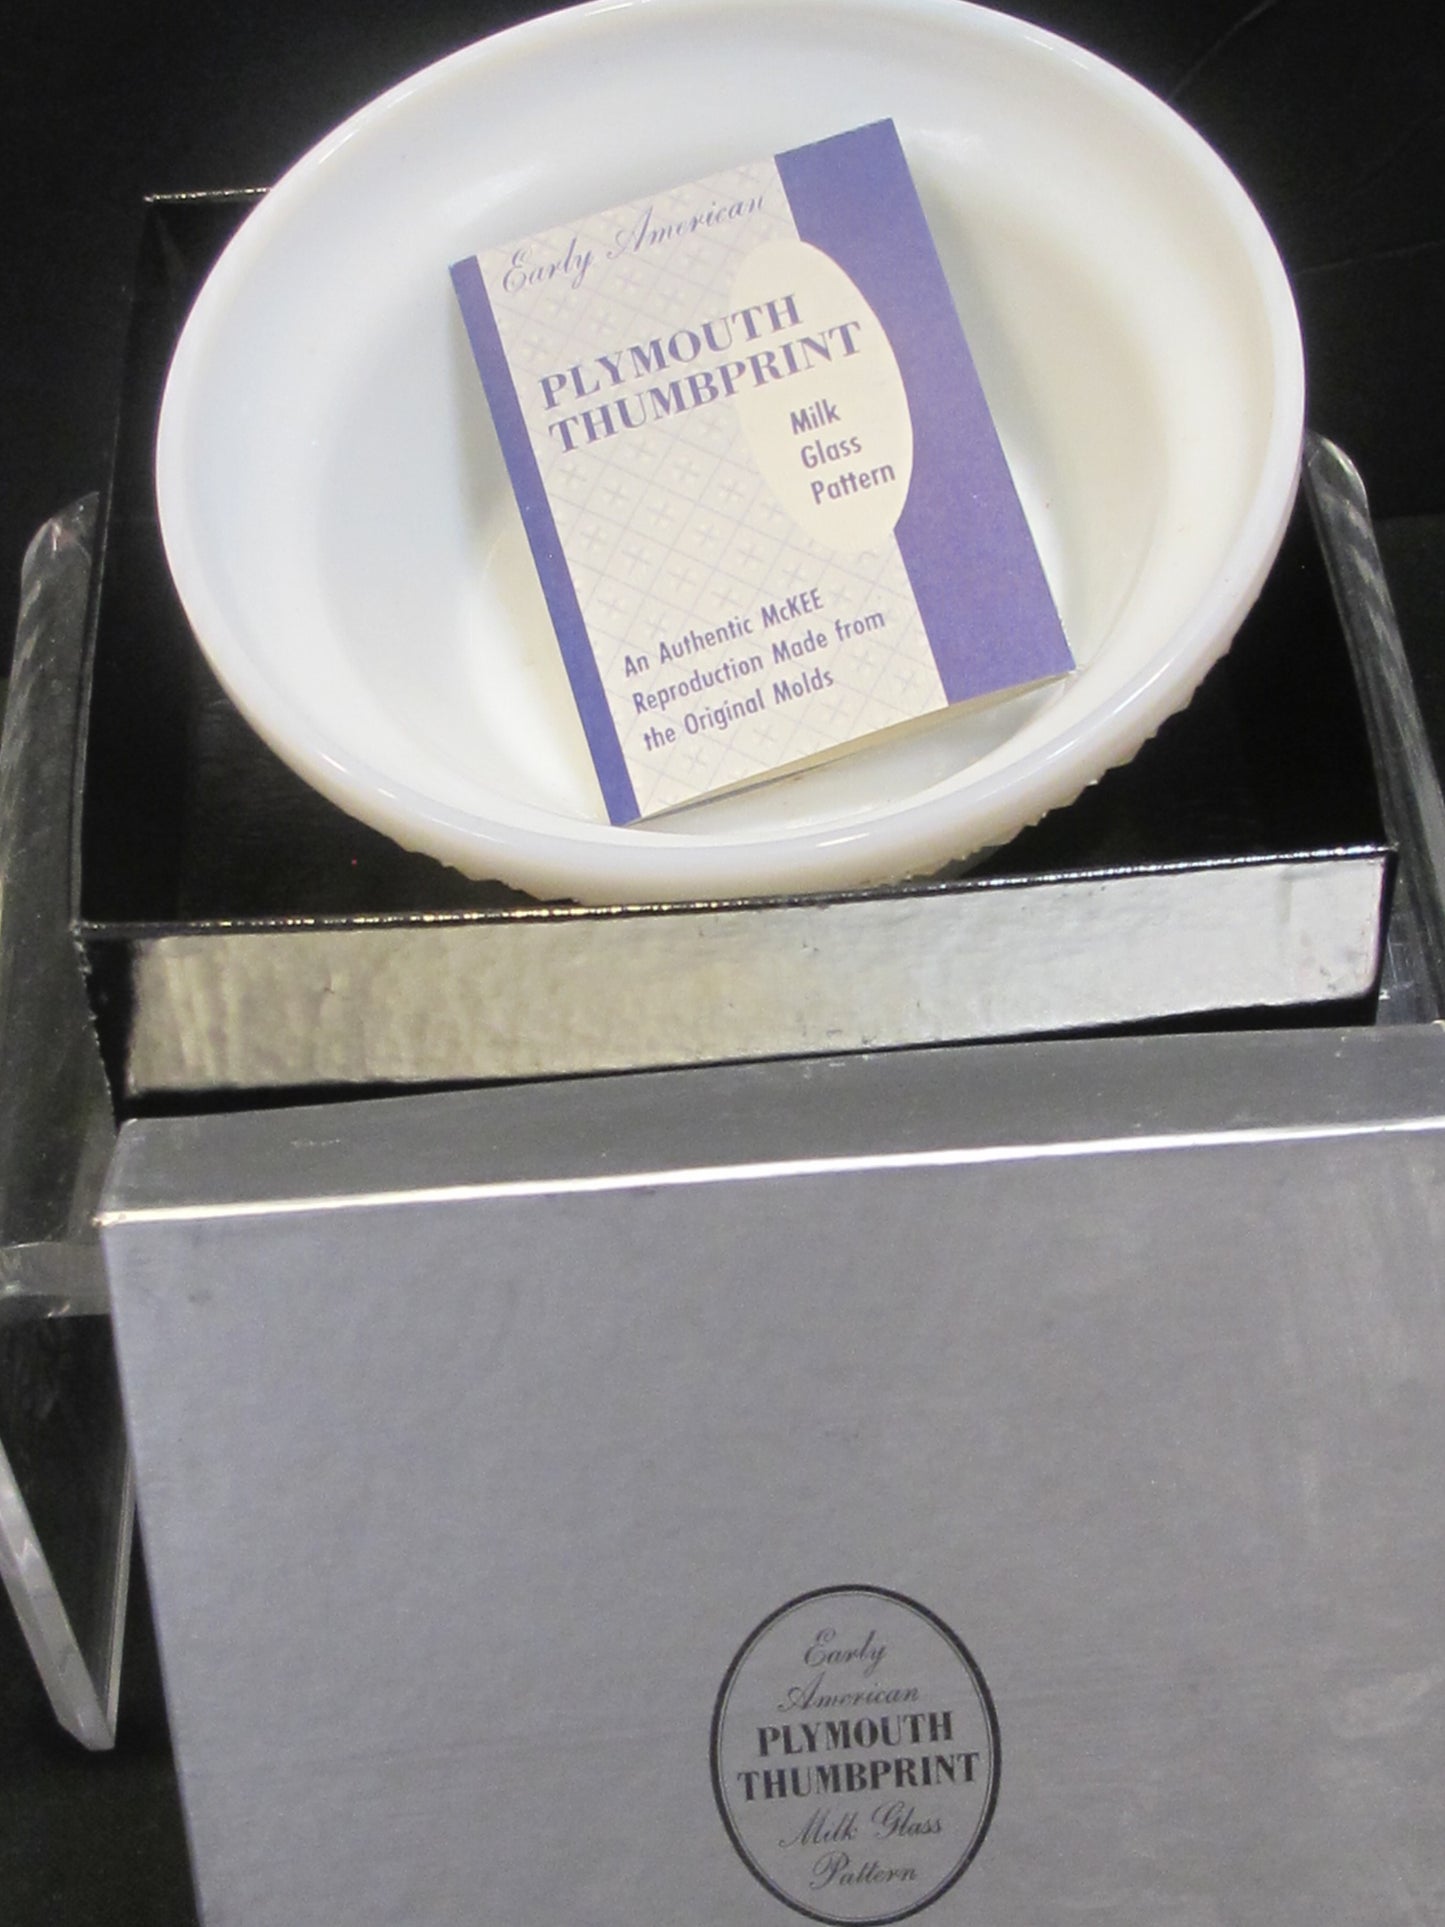 Early American
PLYMOUTH
THUMBPRINT
Milk
Glass
Pattern
An Authentic McKEE
Reproduction Made from
the Original Molds
Early
American
PLYMOUTH
THUMBPRINT
Milk Glass
Pattern